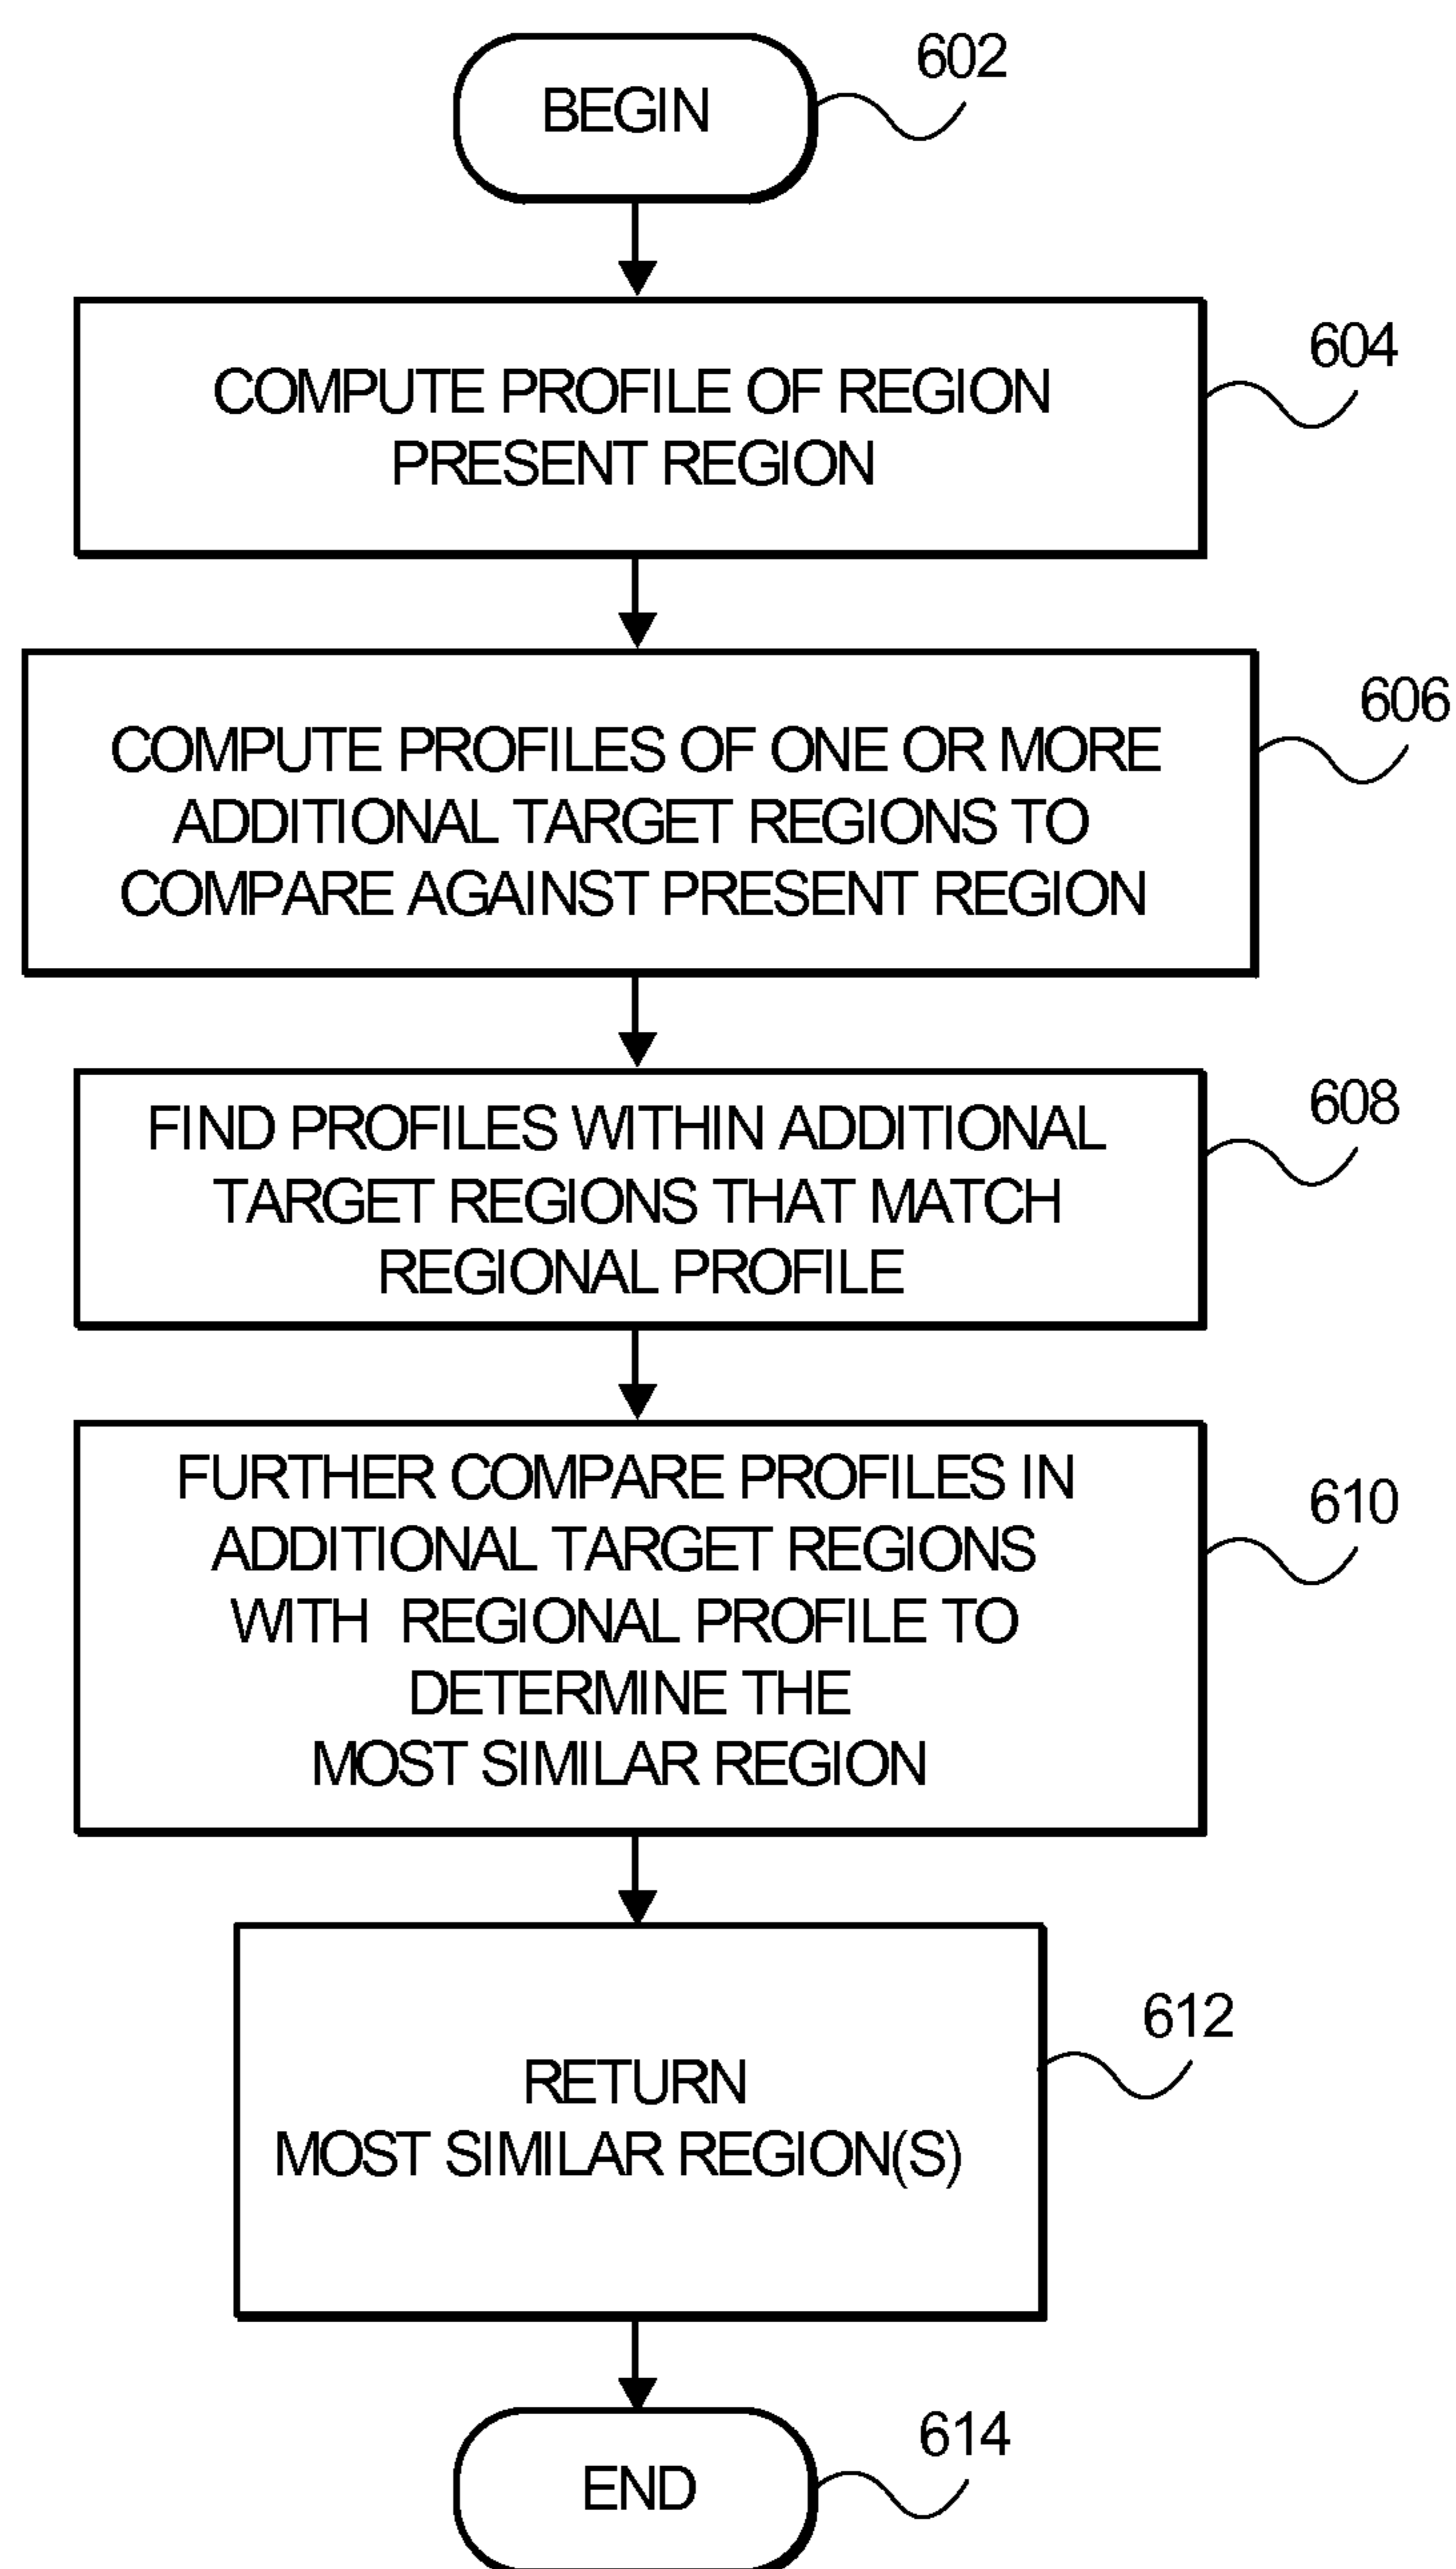 BEGIN
602
COMPUTE PROFILE OF REGION
PRESENT REGION
604
COMPUTE PROFILES OF ONE OR MORE
ADDITIONAL TARGET REGIONS TO
COMPARE AGAINST PRESENT REGION
606
FIND PROFILES WITHIN ADDITIONAL
TARGET REGIONS THAT MATCH
REGIONAL PROFILE
608
FURTHER COMPARE PROFILES IN
ADDITIONAL TARGET REGIONS
WITH REGIONAL PROFILE TO
DETERMINE THE
MOST SIMILAR REGION
610
RETURN
MOST SIMILAR REGION(S)
612
END
614